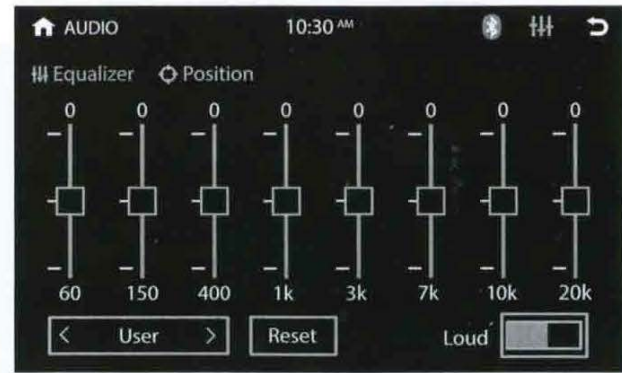 AUDIO 10:30 AM
Equalizer Position
0 0 0 0 0 0 0 0
60 150 400 1k 3k 7k 10k 20k
< User > Reset Loud